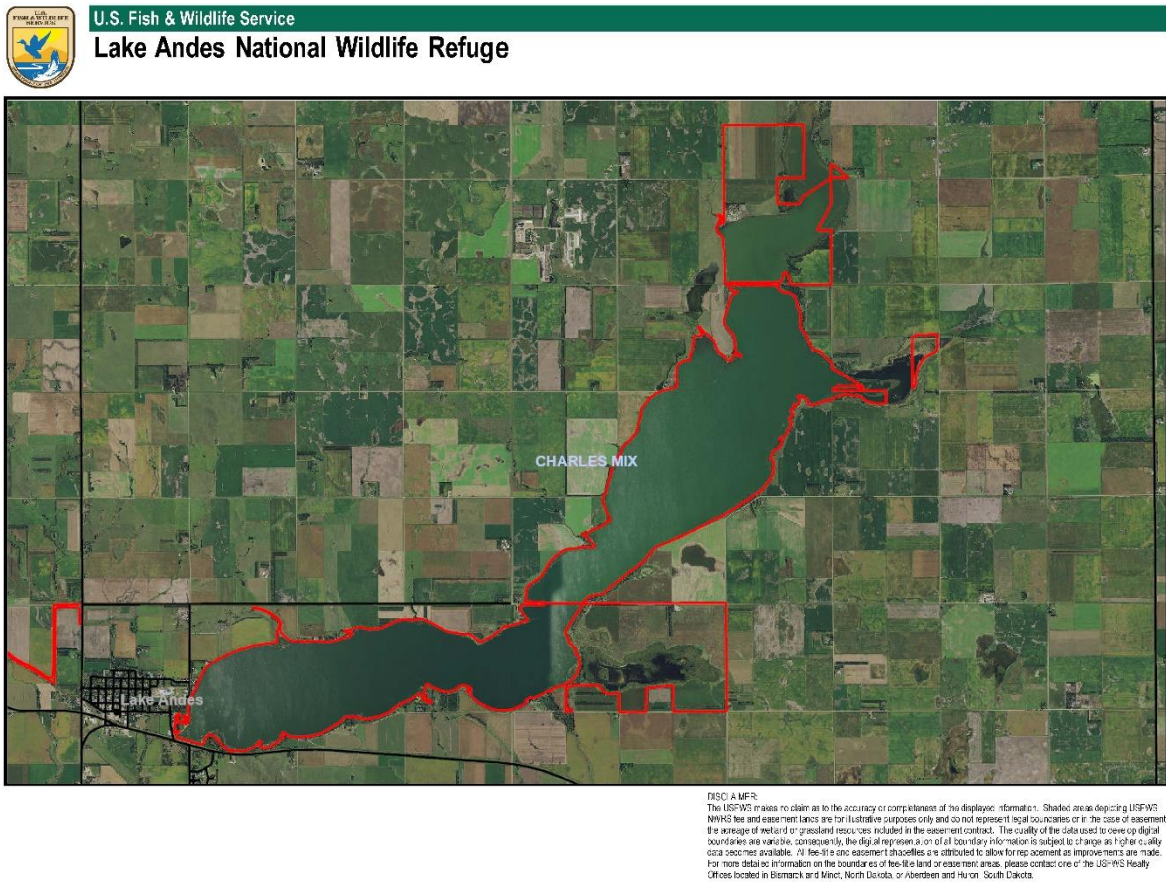 U.S.
FISH & WILDLIFE
SERVICE
U.S. Fish & Wildlife Service
Lake Andes National Wildlife Refuge
CHARLES MIX
Lake Andes
DISCLAIMER:
The USFWS makes no claim as to the accuracy or completeness of the displayed information. Shaded areas depicting USFWS
NWRS fee and easement lands are for illustrative purposes only and do not represent legal boundaries or in the case of easement
the acreage of wetland or grassland resources included in the easement contract. The quality of the data used to develop digital
boundaries are variable, consequently, the digital representation of all boundary information is subject to change as higher quality
data becomes available. All fee-title and easement shapefiles are attributed to allow for replacement as improvements are made.
For more detailed information on the boundaries of fee-title land or easement areas, please contact one of the USFWS Realty
Offices located in Bismarck and Minot, North Dakota, or Aberdeen and Huron, South Dakota.